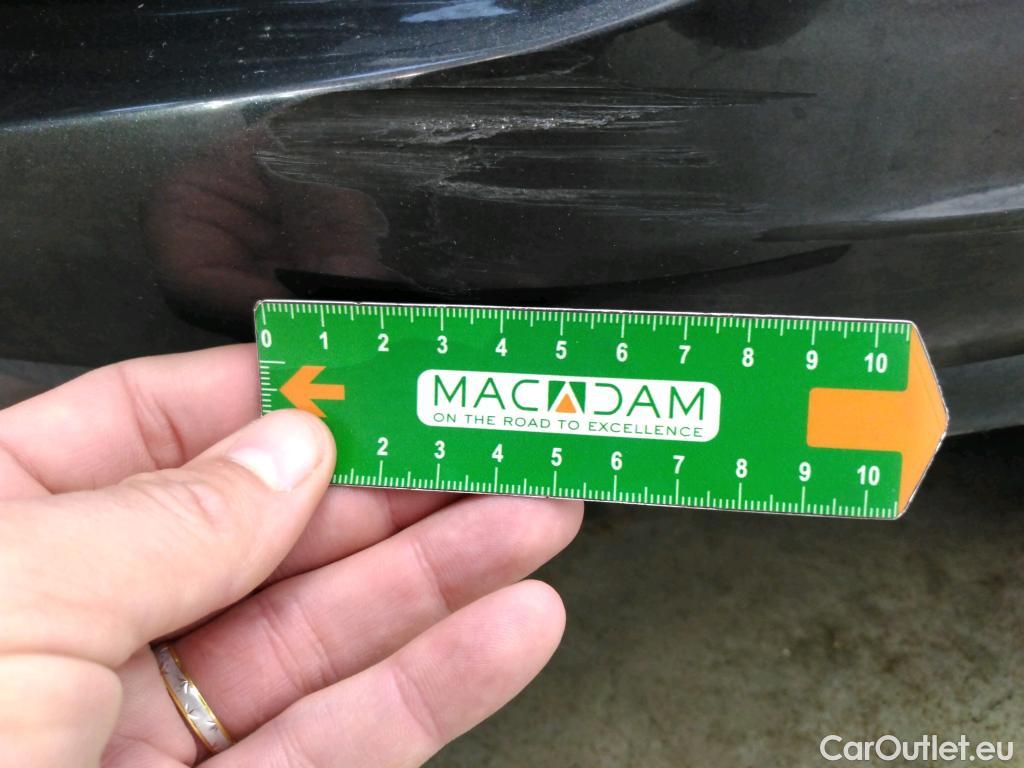 0 1 2 3 4 5 6 7 8 9 10
MACADAM
ON THE ROAD TO EXCELLENCE
2 3 4 5 6 7 8 9 10
CarOutlet.eu